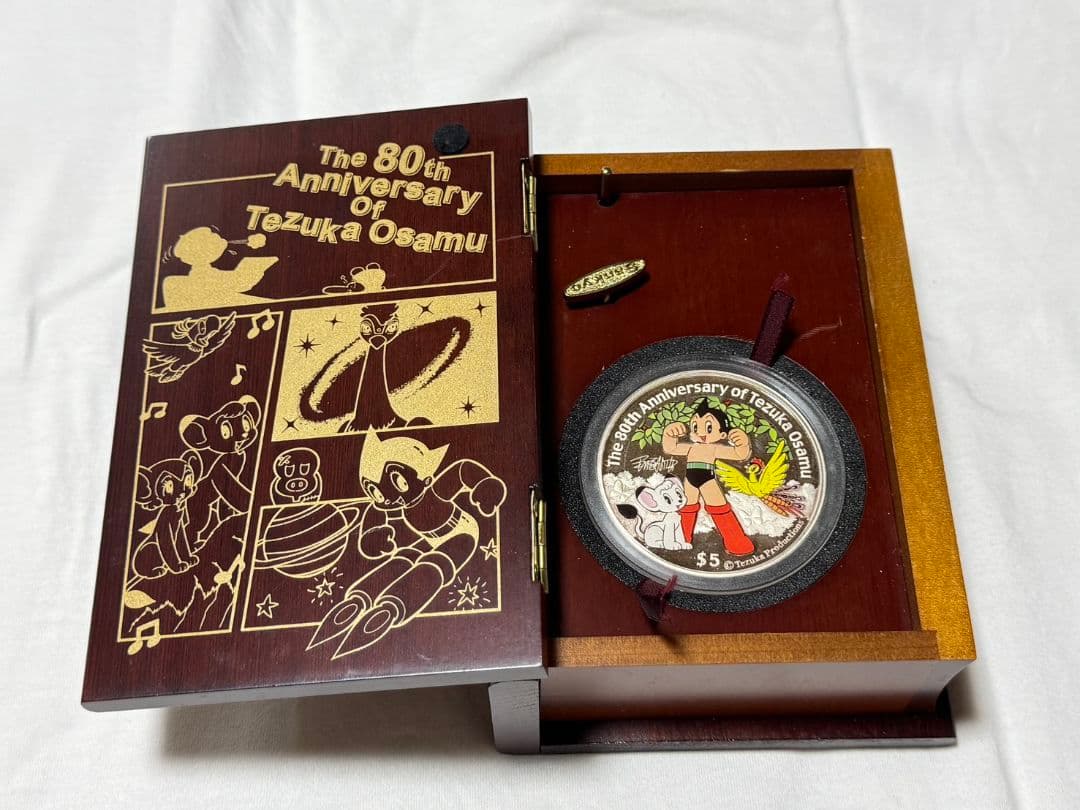 The 80th
Anniversary
Of
Tezuka Osamu
The 80th Anniversary of Tezuka Osamu
$5
© Tezuka Productions